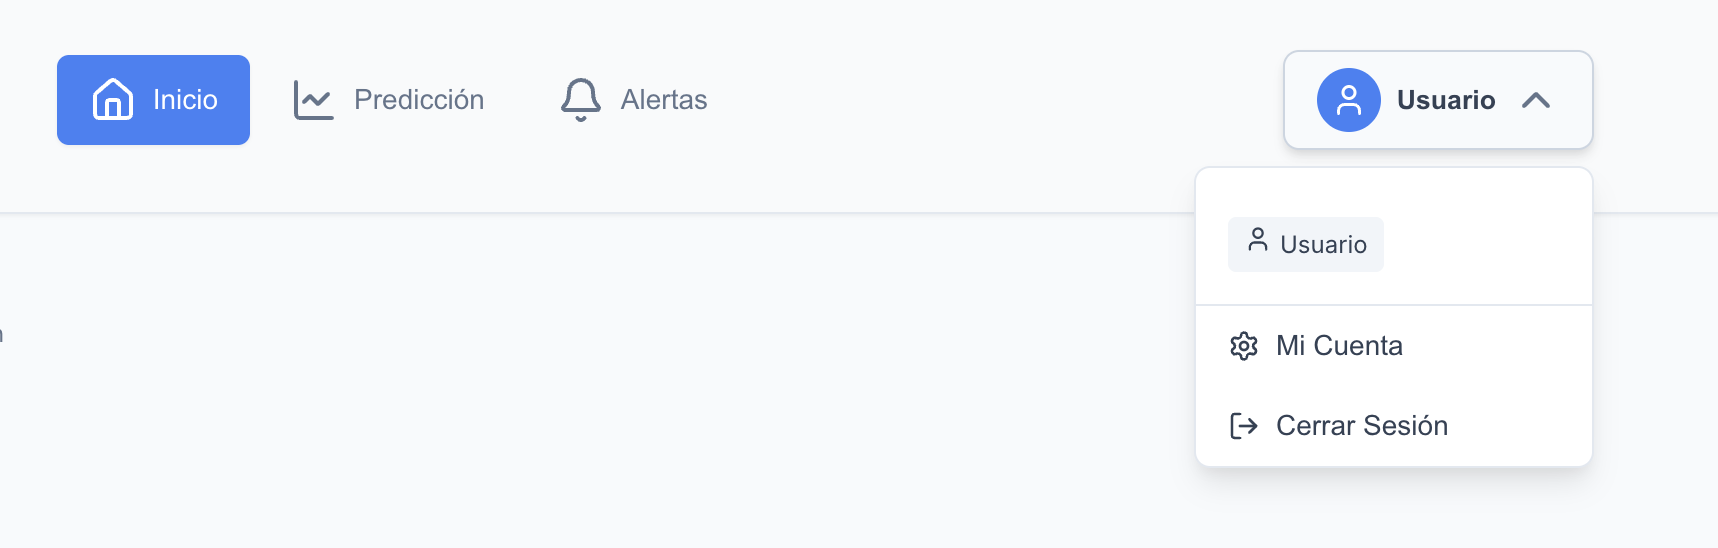 Inicio
Predicción
Alertas
Usuario
Usuario
Mi Cuenta
Cerrar Sesión